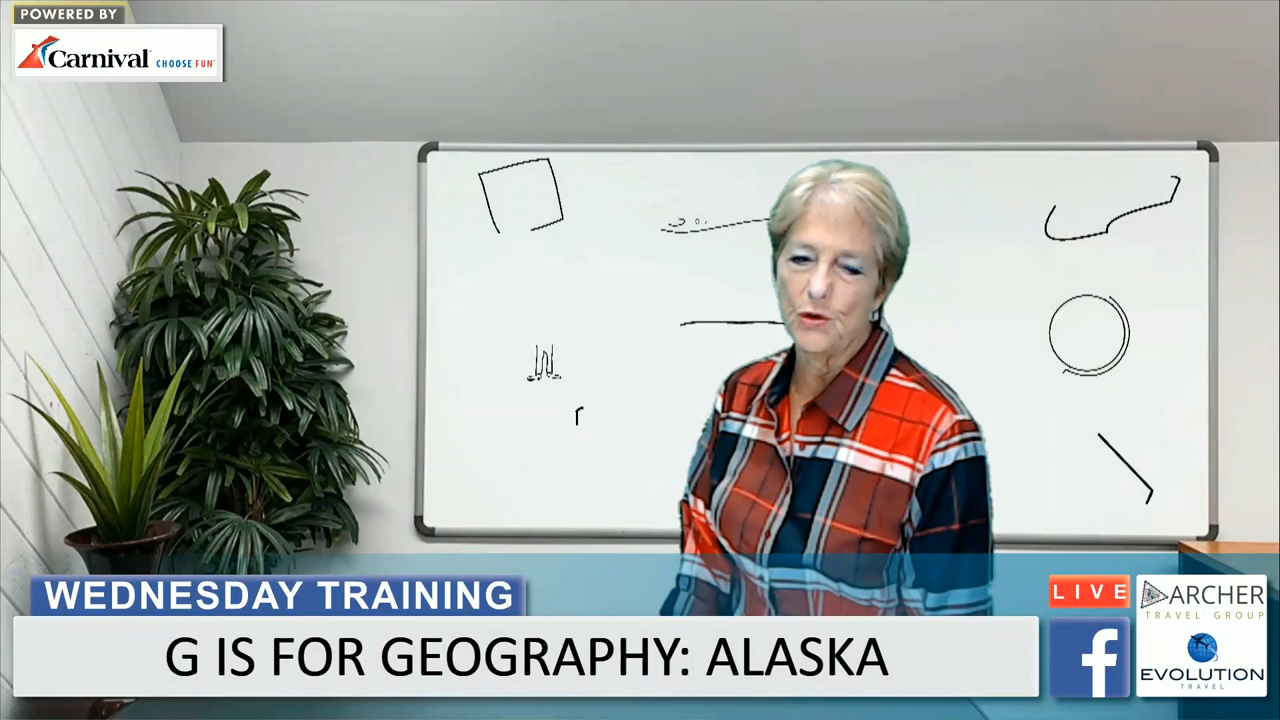 POWERED BY
Carnival CHOOSE FUN
WEDNESDAY TRAINING
LIVE
ARCHER
TRAVEL GROUP
G IS FOR GEOGRAPHY: ALASKA
f
EVOLUTION
TRAVEL